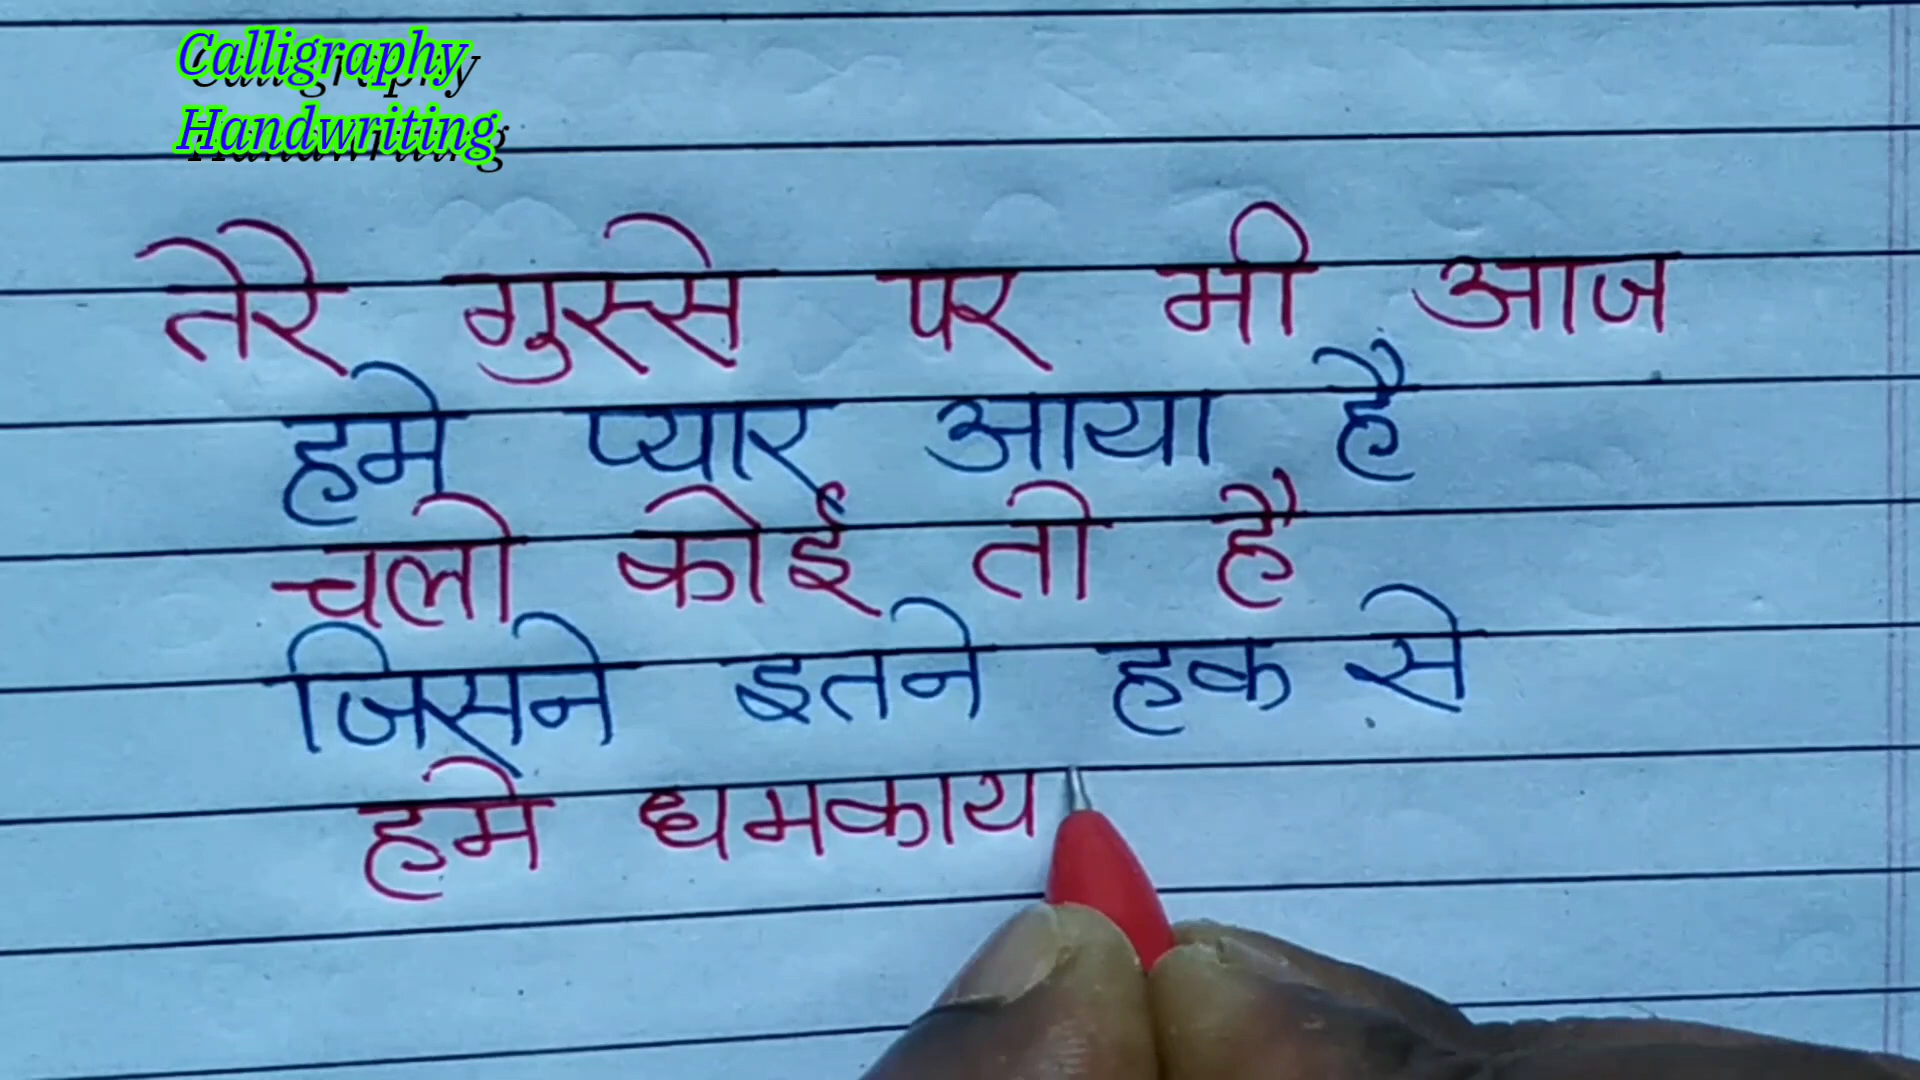 Calligraphy
Handwriting
तेरे गुस्से पर मी आज
हमे प्यार आया है
चलो कोई तो है
जिसने इतने हक से
हमे धमकाय